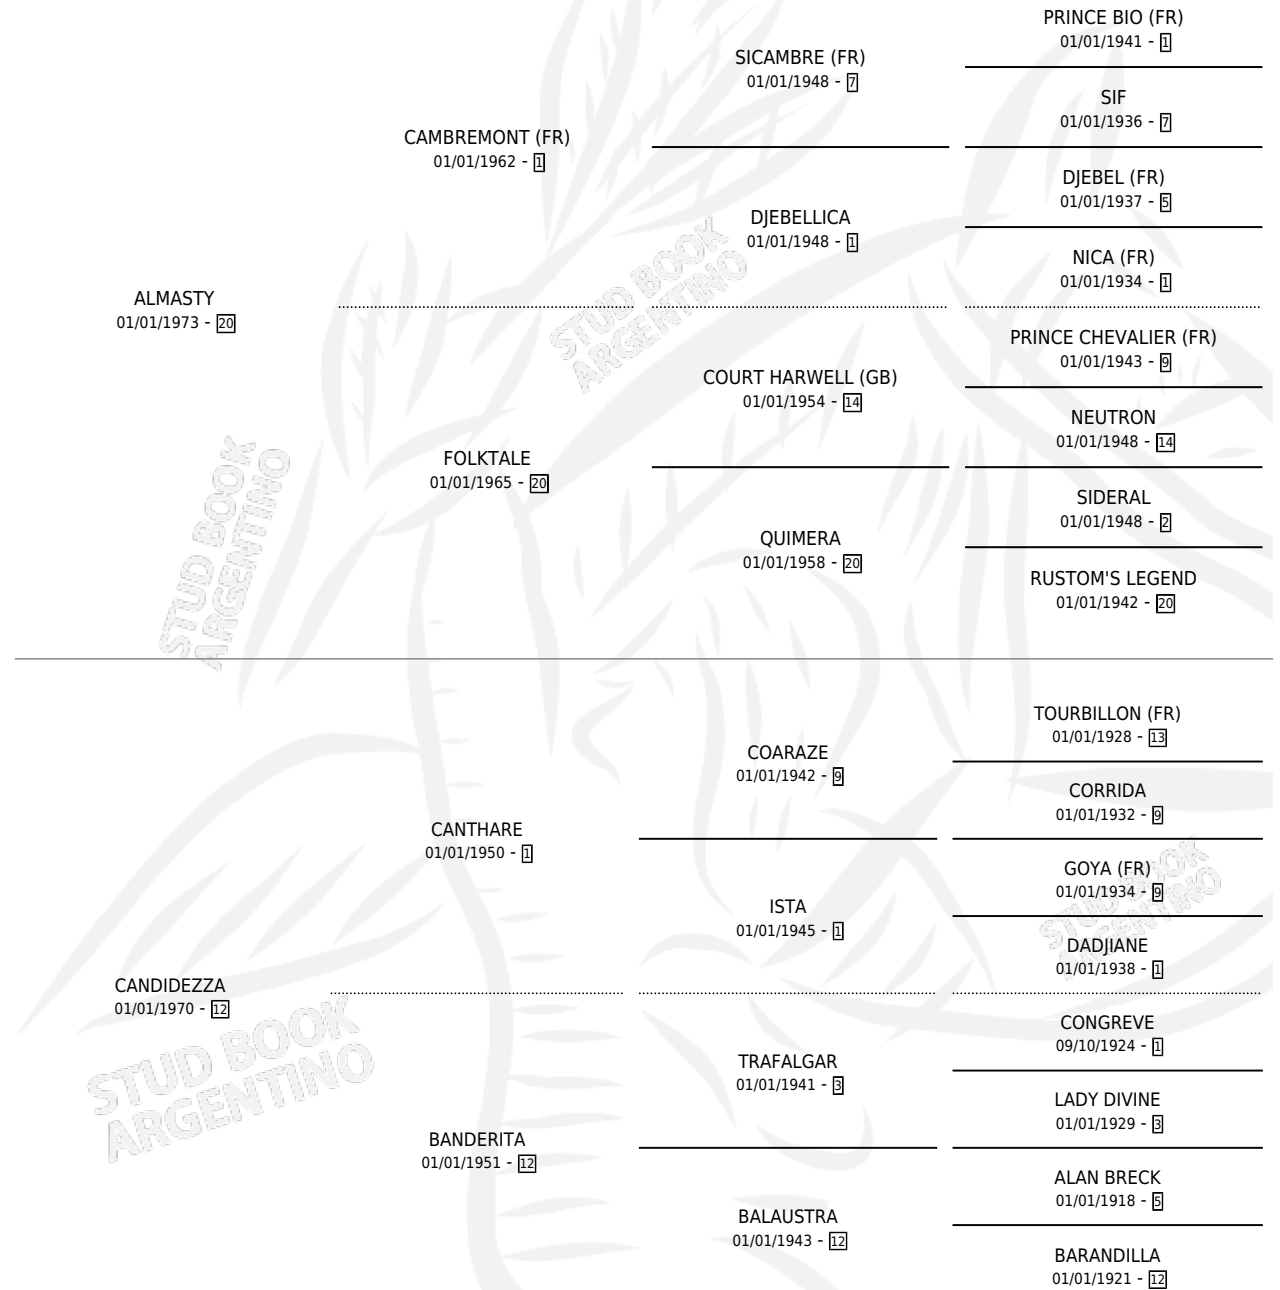 PRINCE BIO (FR)
01/01/1941 - 1
SICAMBRE (FR)
01/01/1948 - 7
SIF
01/01/1936 - 7
CAMBREMONT (FR)
01/01/1962 - 1
DJEBEL (FR)
01/01/1937 - 5
DJEBELLICA
01/01/1948 - 1
NICA (FR)
01/01/1934 - 1
ALMASTY
01/01/1973 - 20
PRINCE CHEVALIER (FR)
01/01/1943 - 9
COURT HARWELL (GB)
01/01/1954 - 14
NEUTRON
01/01/1948 - 14
FOLKTALE
01/01/1965 - 20
SIDERAL
01/01/1948 - 2
QUIMERA
01/01/1958 - 20
RUSTOM'S LEGEND
01/01/1942 - 20
TOURBILLON (FR)
01/01/1928 - 13
COARAZE
01/01/1942 - 9
CORRIDA
01/01/1932 - 9
CANTHARE
01/01/1950 - 1
GOYA (FR)
01/01/1934 - 9
ISTA
01/01/1945 - 1
DADJIANE
01/01/1938 - 1
CANDIDEZZA
01/01/1970 - 12
CONGREVE
09/10/1924 - 1
TRAFALGAR
01/01/1941 - 3
LADY DIVINE
01/01/1929 - 3
BANDERITA
01/01/1951 - 12
ALAN BRECK
01/01/1918 - 5
BALAUSTRA
01/01/1943 - 12
BARANDILLA
01/01/1921 - 12
STUD BOOK
ARGENTINO
STUD BOOK
ARGENTINO
STUD BOOK
ARGENTINO
STUD BOOK
ARGENTINO